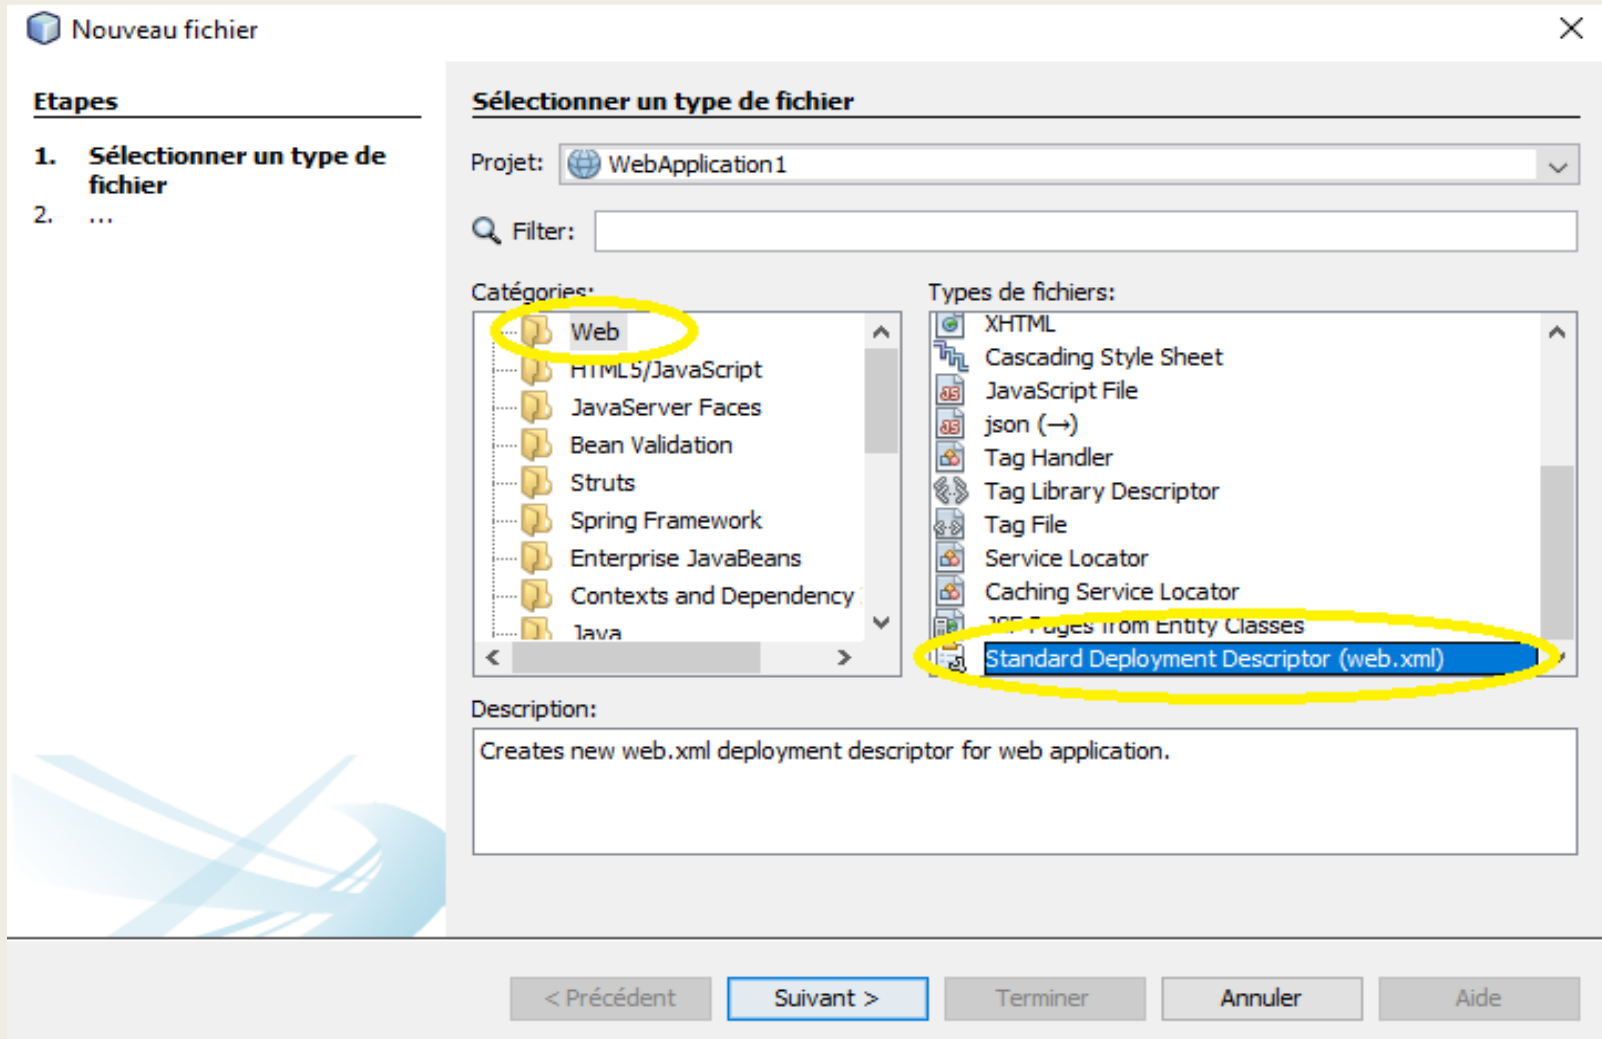 Nouveau fichier
Etapes
1. Sélectionner un type de
fichier
2. ...
Sélectionner un type de fichier
Projet: WebApplication1
Filter:
Catégories:
Web
HTML5/JavaScript
JavaServer Faces
Bean Validation
Struts
Spring Framework
Enterprise JavaBeans
Contexts and Dependency
Java
Types de fichiers:
XHTML
Cascading Style Sheet
JavaScript File
json (→)
Tag Handler
Tag Library Descriptor
Tag File
Service Locator
Caching Service Locator
JSF Pages from Entity Classes
Standard Deployment Descriptor (web.xml)
Description:
Creates new web.xml deployment descriptor for web application.
< Précédent
Suivant >
Terminer
Annuler
Aide